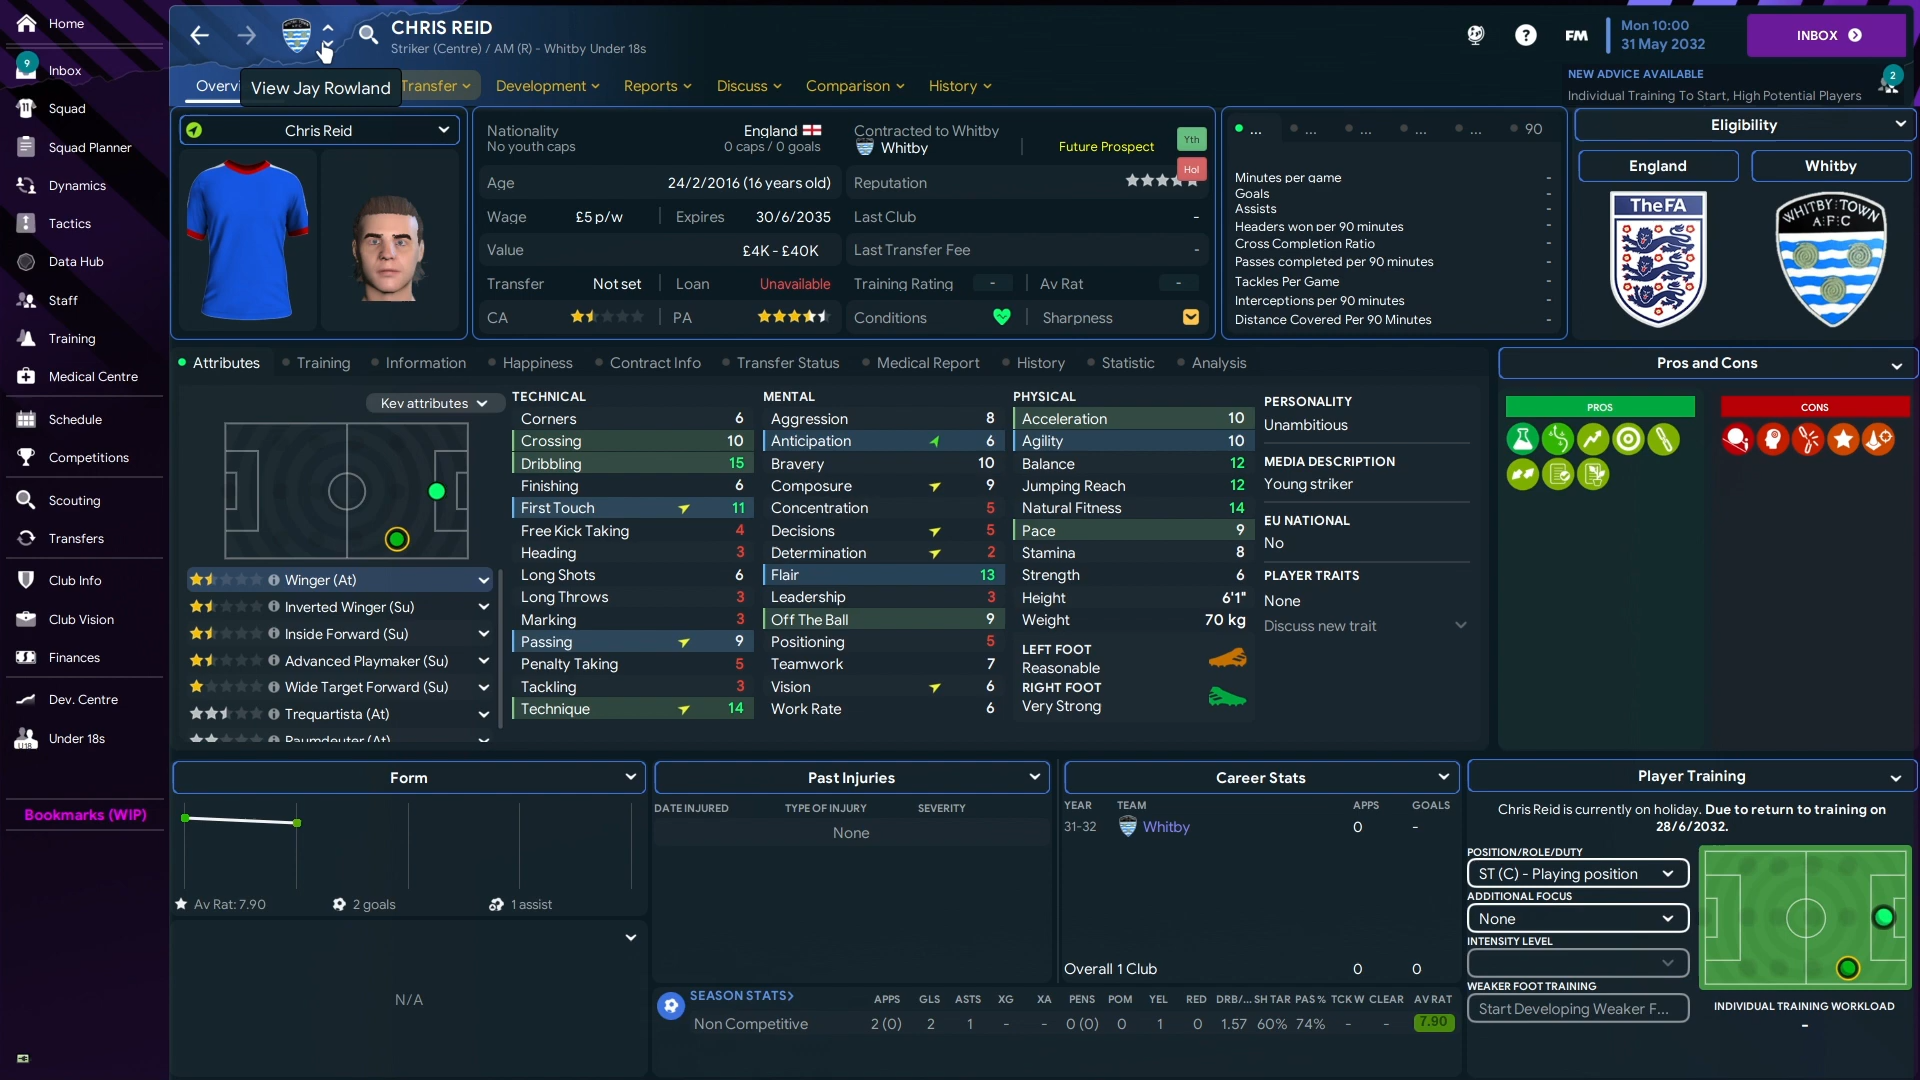 Home
9
Inbox
Squad
Squad Planner
Dynamics
Tactics
Data Hub
Staff
Training
Medical Centre
Schedule
Competitions
Scouting
Transfers
Club Info
Club Vision
Finances
Dev. Centre
U18
Under 18s
Bookmarks (WIP)
CHRIS REID
Striker (Centre) / AM (R) - Whitby Under 18s
View Jay Rowland
Transfer
Development
Reports
Discuss
Comparison
History
?
FM
Mon 10:00
31 May 2032
INBOX
NEW ADVICE AVAILABLE
Individual Training To Start, High Potential Players
2
Chris Reid
Nationality England
No youth caps 0 caps / 0 goals
Age 24/2/2016 (16 years old)
Wage £5 p/w Expires 30/6/2035
Value £4K - £40K
Transfer Not set Loan Unavailable
CA PA
Contracted to Whitby
Whitby Future Prospect
Yth
Hol
Reputation
Last Club -
Last Transfer Fee -
Training Rating - Av Rat -
Conditions Sharpness
... ... ... ... ... 90
Minutes per game -
Goals -
Assists -
Headers won per 90 minutes -
Cross Completion Ratio -
Passes completed per 90 minutes -
Tackles Per Game -
Interceptions per 90 minutes -
Distance Covered Per 90 Minutes -
Eligibility
England Whitby
The FA
WHITBY TOWN
A.F.C
Attributes Training Information Happiness Contract Info Transfer Status Medical Report History Statistic Analysis
Key attributes
Winger (At)
Inverted Winger (Su)
Inside Forward (Su)
Advanced Playmaker (Su)
Wide Target Forward (Su)
Trequartista (At)
Raumdeuter (At)
TECHNICAL
Corners 6
Crossing 10
Dribbling 15
Finishing 6
First Touch 11
Free Kick Taking 4
Heading 3
Long Shots 6
Long Throws 3
Marking 3
Passing 9
Penalty Taking 5
Tackling 3
Technique 14
MENTAL
Aggression 8
Anticipation 6
Bravery 10
Composure 9
Concentration 5
Decisions 5
Determination 2
Flair 13
Leadership 3
Off The Ball 9
Positioning 5
Teamwork 7
Vision 6
Work Rate 6
PHYSICAL
Acceleration 10
Agility 10
Balance 12
Jumping Reach 12
Natural Fitness 14
Pace 9
Stamina 8
Strength 6
Height 6'1"
Weight 70 kg
LEFT FOOT
Reasonable
RIGHT FOOT
Very Strong
PERSONALITY
Unambitious
MEDIA DESCRIPTION
Young striker
EU NATIONAL
No
PLAYER TRAITS
None
Discuss new trait
Pros and Cons
PROS CONS
Form
Av Rat: 7.90 2 goals 1 assist
N/A
Past Injuries
DATE INJURED TYPE OF INJURY SEVERITY
None
Career Stats
YEAR TEAM APPS GOALS
31-32 Whitby 0 -
Overall 1 Club 0 0
SEASON STATS> APPS GLS ASTS XG XA PENS POM YEL RED DRB/... SH TAR PAS % TCK W CLEAR AV RAT
Non Competitive 2 (0) 2 1 - - 0 (0) 0 1 0 1.57 60% 74% - - 7.90
Player Training
Chris Reid is currently on holiday. Due to return to training on
28/6/2032.
POSITION/ROLE/DUTY
ST (C) - Playing position
ADDITIONAL FOCUS
None
INTENSITY LEVEL
WEAKER FOOT TRAINING
Start Developing Weaker F...
INDIVIDUAL TRAINING WORKLOAD
-